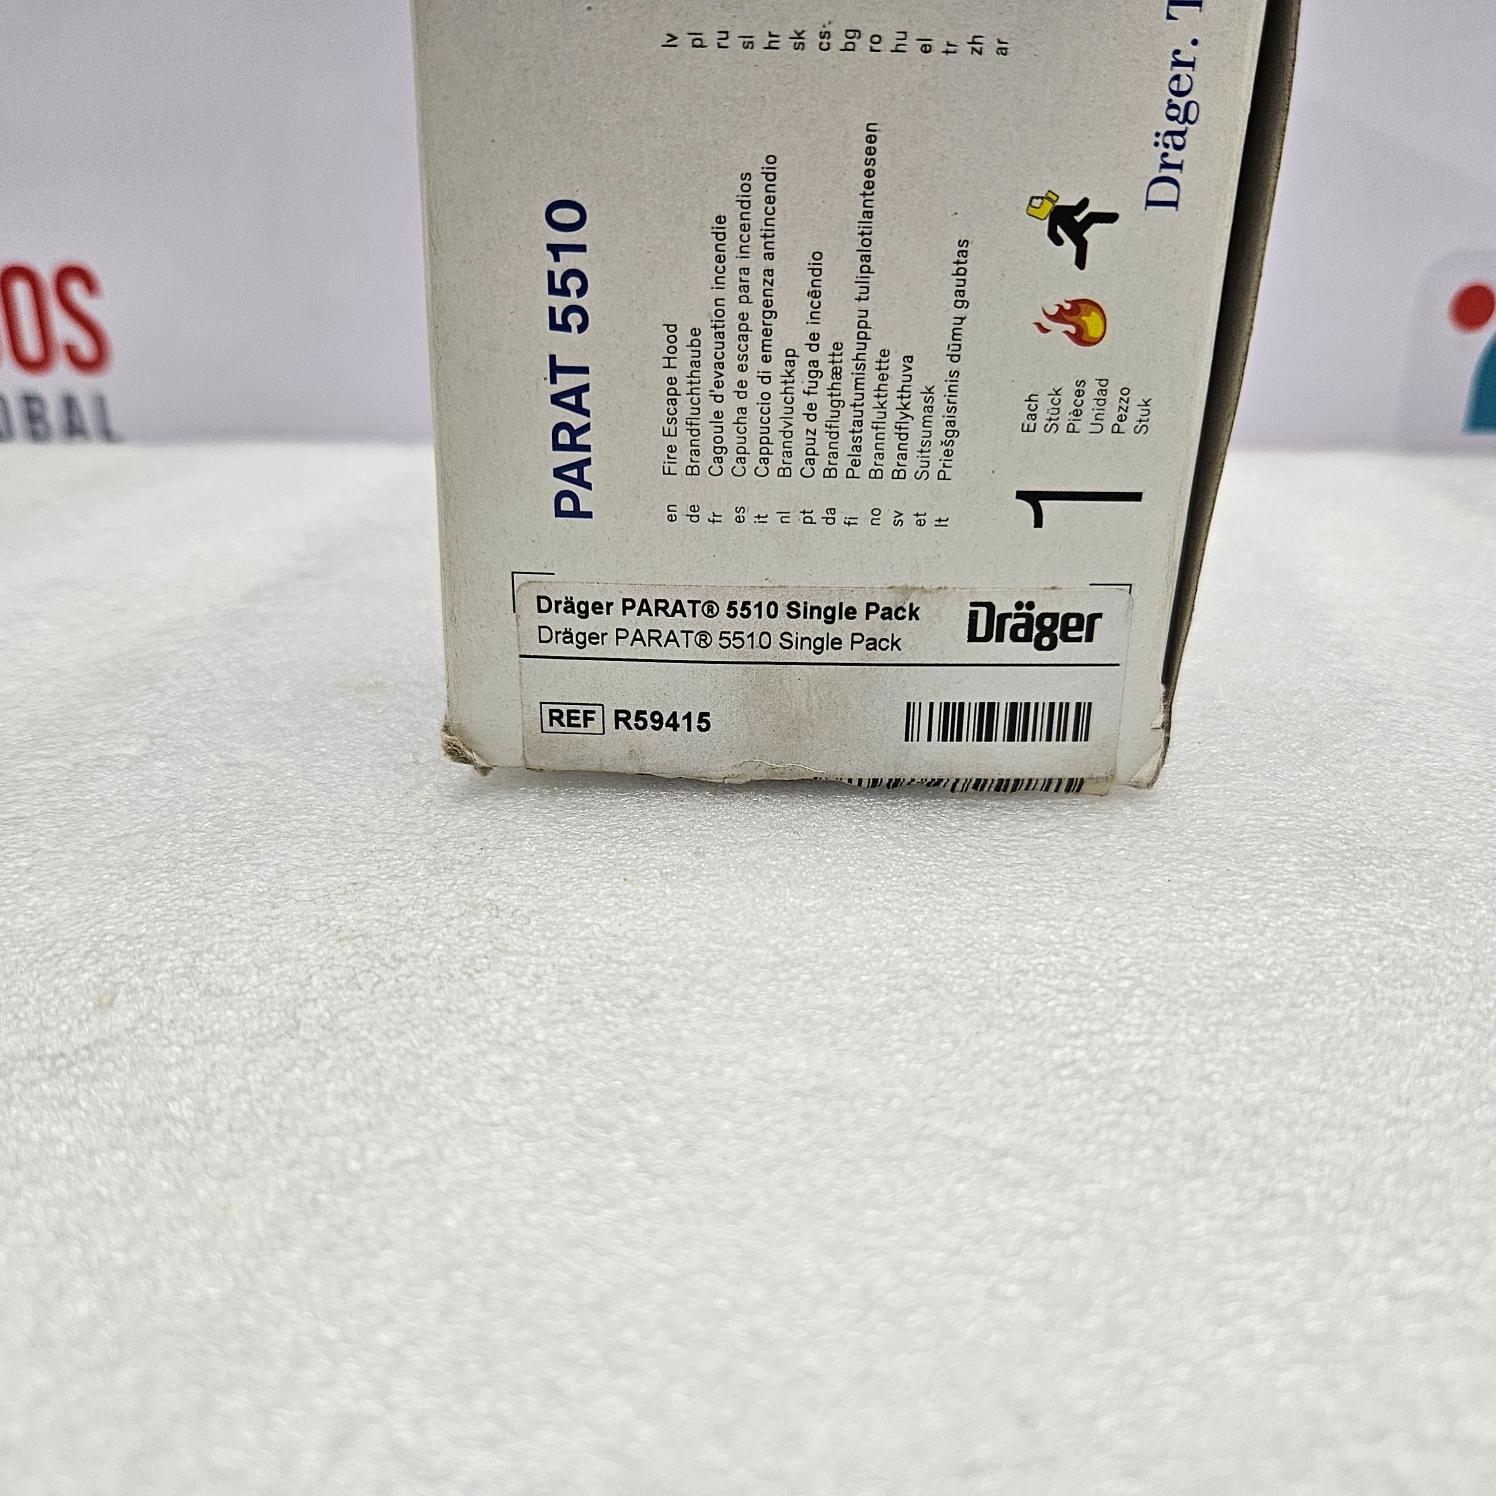 PARAT 5510
en Fire Escape Hood
de Brandfluchthaube
fr Cagoule d'evacuation incendie
es Capucha de escape para incendios
it Cappuccio di emergenza antincendio
nl Brandvluchtkap
pt Capuz de fuga de incêndio
da Brandflugthætte
fi Pelastautumishuppu tulipalotilanteeseen
no Brannflukthette
sv Brandflykthuva
et Suitsumask
lt Priešgaisrinis dūmų gaubtas
lv
pl
ru
sl
hr
sk
cs
bg
ro
hu
el
tr
zh
ar
1
Each
Stück
Pièces
Unidad
Pezzo
Stuk
Dräger. T
Dräger PARAT® 5510 Single Pack
Dräger PARAT® 5510 Single Pack
Dräger
REF R59415
OS
OBAL